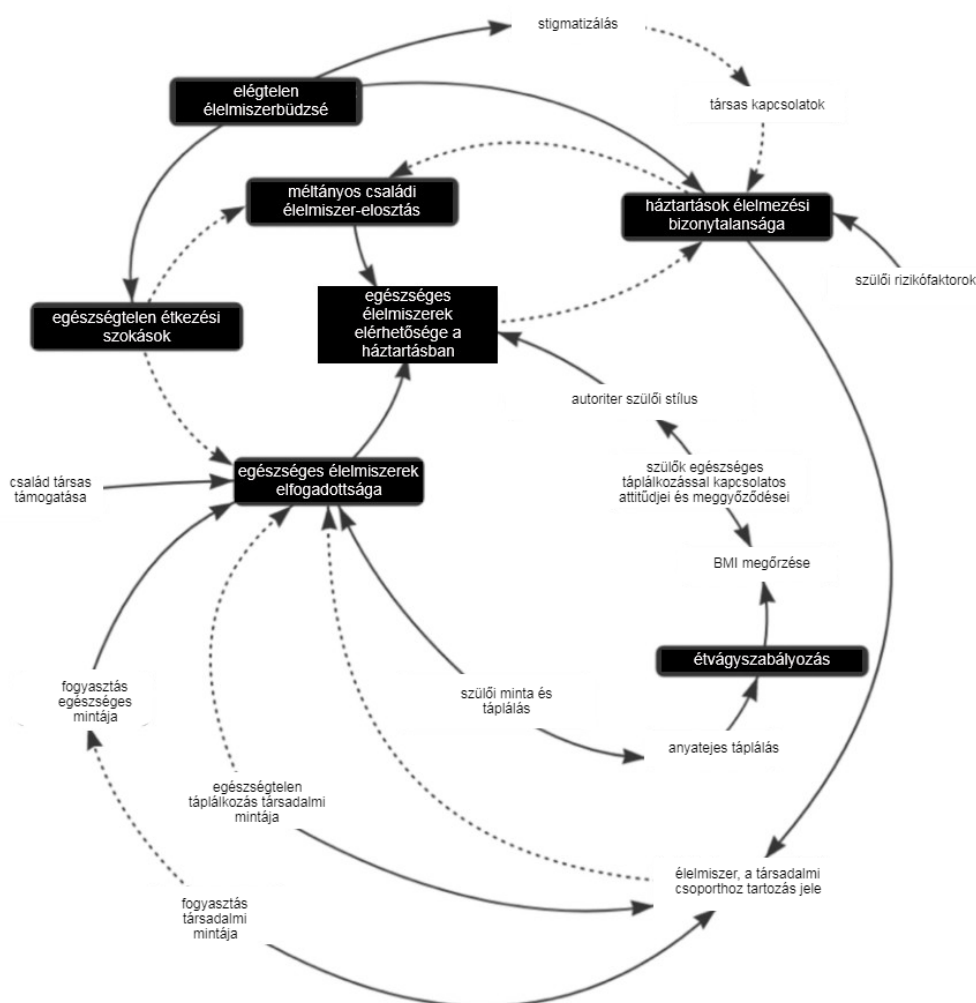 stigmatizálás
elégtelen
élelmiszerbüdzsé
társas kapcsolatok
méltányos családi
élelmiszer-elosztás
háztartások élelmezési
bizonytalansága
szülői rizikófaktorok
egészségtelen étkezési
szokások
egészséges
élelmiszerek
elérhetősége a
háztartásban
autoriter szülői stílus
család társas
támogatása
egészséges élelmiszerek
elfogadottsága
szülők egészséges
táplálkozással kapcsolatos
attitűdjei és meggyőződései
BMI megőrzése
étvágyszabályozás
fogyasztás
egészséges
mintája
szülői minta és
táplálás
anyatejes táplálás
egészségtelen
táplálkozás társadalmi
mintája
élelmiszer, a társadalmi
csoporthoz tartozás jele
fogyasztás
társadalmi
mintája